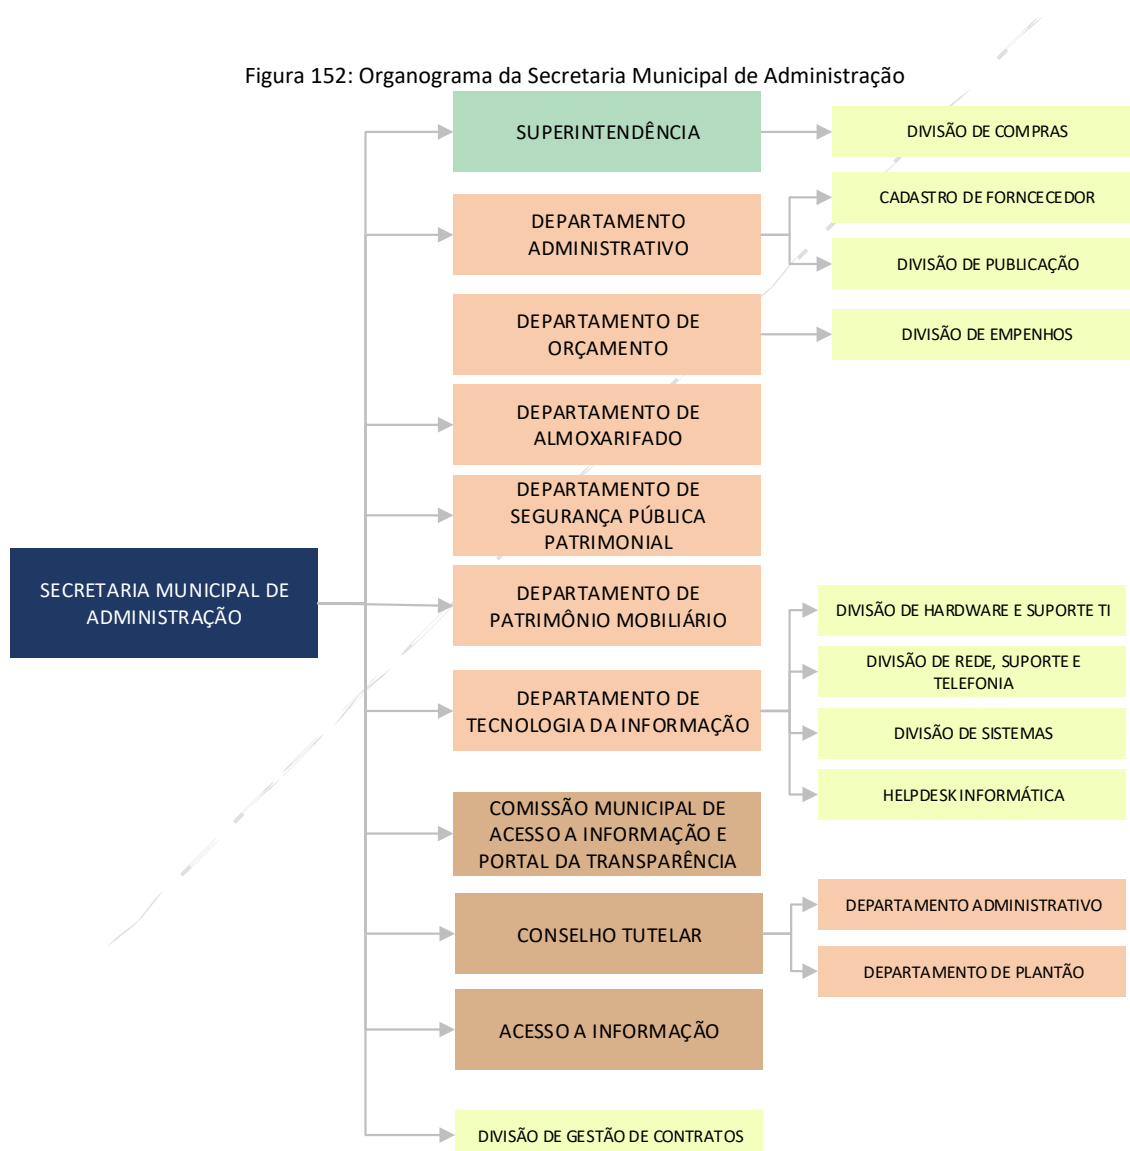 Figura 152: Organograma da Secretaria Municipal de Administração
SUPERINTENDÊNCIA
DIVISÃO DE COMPRAS
DEPARTAMENTO
ADMINISTRATIVO
CADASTRO DE FORNCECEDOR
DIVISÃO DE PUBLICAÇÃO
DEPARTAMENTO DE
ORÇAMENTO
DIVISÃO DE EMPENHOS
DEPARTAMENTO DE
ALMOXARIFADO
DEPARTAMENTO DE
SEGURANÇA PÚBLICA
PATRIMONIAL
SECRETARIA MUNICIPAL DE
ADMINISTRAÇÃO
DEPARTAMENTO DE
PATRIMÔNIO MOBILIÁRIO
DEPARTAMENTO DE
TECNOLOGIA DA INFORMAÇÃO
DIVISÃO DE HARDWARE E SUPORTE TI
DIVISÃO DE REDE, SUPORTE E
TELEFONIA
DIVISÃO DE SISTEMAS
HELPDESK INFORMÁTICA
COMISSÃO MUNICIPAL DE
ACESSO A INFORMAÇÃO E
PORTAL DA TRANSPARÊNCIA
CONSELHO TUTELAR
DEPARTAMENTO ADMINISTRATIVO
DEPARTAMENTO DE PLANTÃO
ACESSO A INFORMAÇÃO
DIVISÃO DE GESTÃO DE CONTRATOS